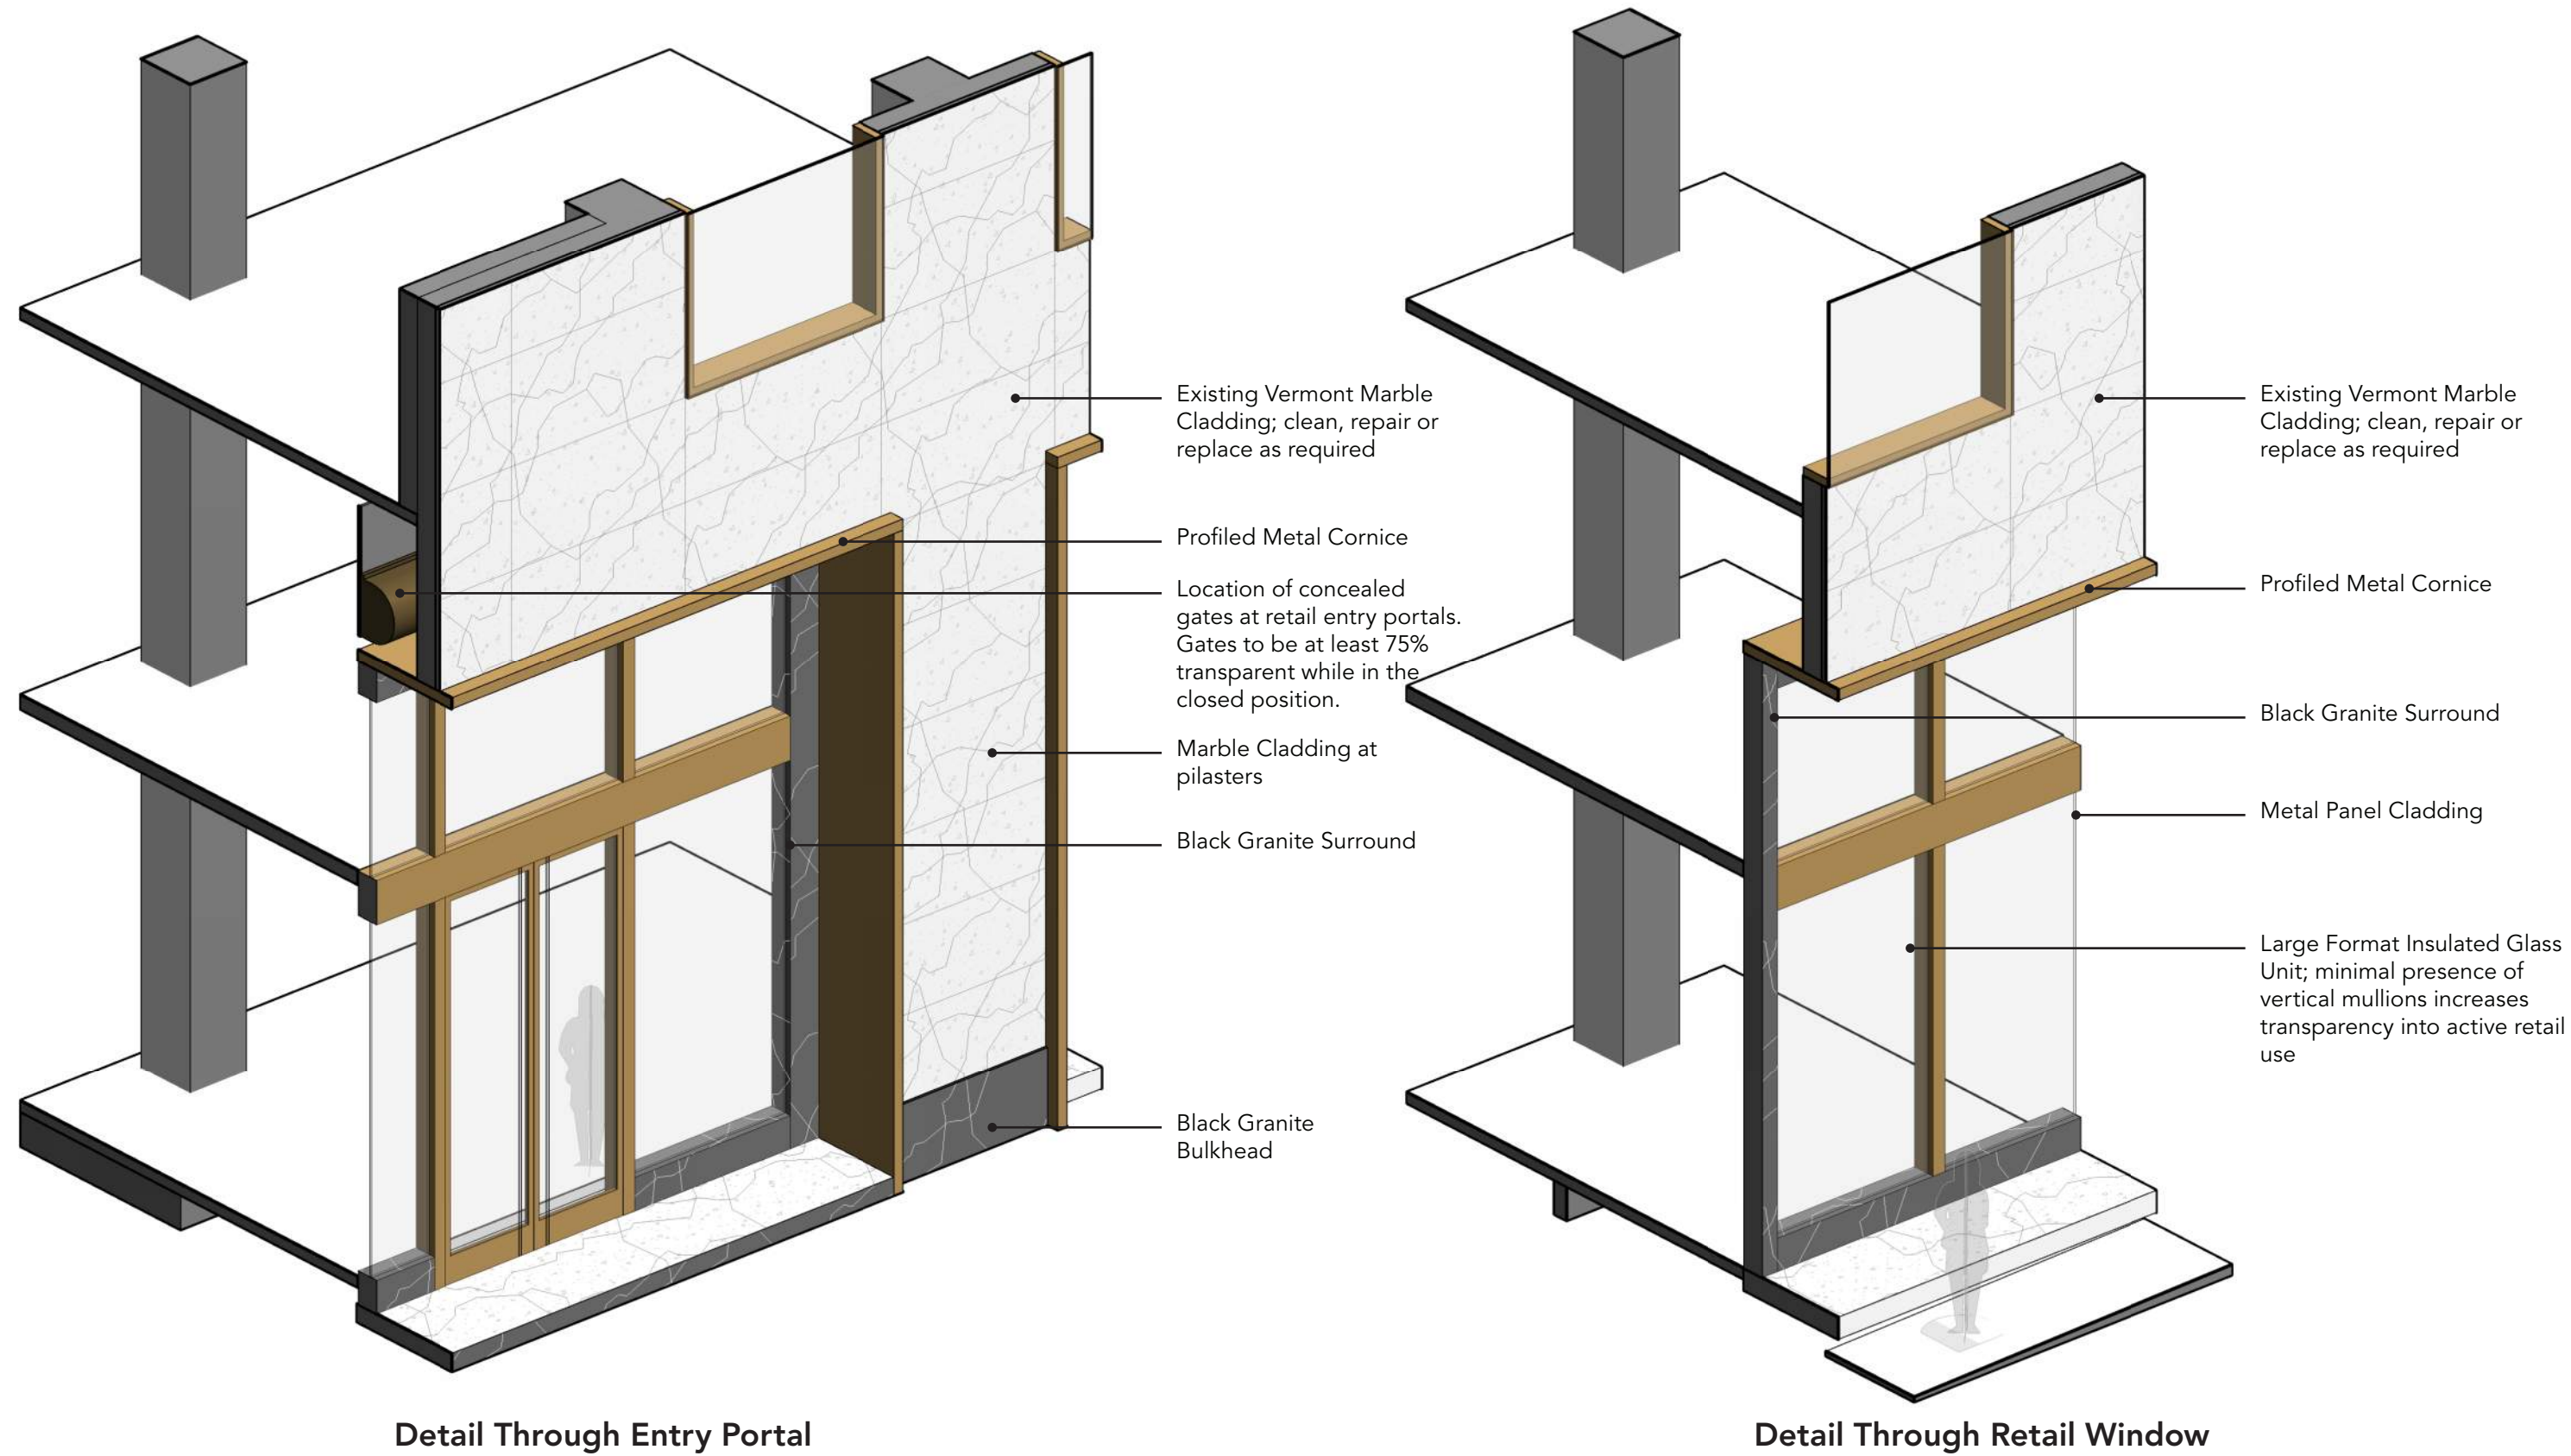 Existing Vermont Marble
Cladding; clean, repair or
replace as required
Profiled Metal Cornice
Location of concealed
gates at retail entry portals.
Gates to be at least 75%
transparent while in the
closed position.
Marble Cladding at
pilasters
Black Granite Surround
Black Granite
Bulkhead
Detail Through Entry Portal
Existing Vermont Marble
Cladding; clean, repair or
replace as required
Profiled Metal Cornice
Black Granite Surround
Metal Panel Cladding
Large Format Insulated Glass
Unit; minimal presence of
vertical mullions increases
transparency into active retail
use
Detail Through Retail Window